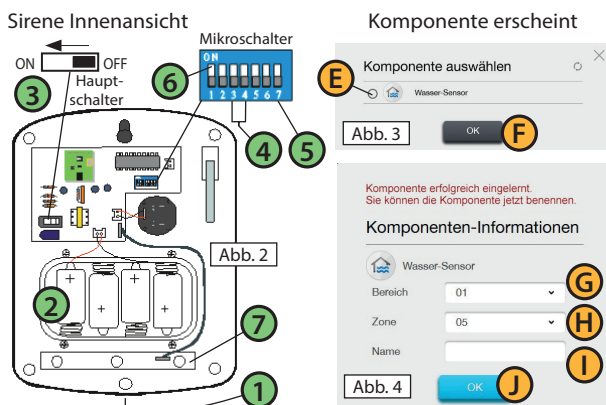 Sirene Innenansicht
ON OFF
Haupt-
schalter
3
Mikroschalter
ON
1 2 3 4 5 6 7
6
4
5
Abb. 2
2
7
1
Komponente erscheint
Komponente auswählen
E
Wasser-Sensor
Abb. 3
OK
F
Komponente erfolgreich eingelernt.
Sie können die Komponente jetzt benennen.
Komponenten-Informationen
Wasser-Sensor
G
Bereich 01
H
Zone 05
Name
I
Abb. 4
OK
J